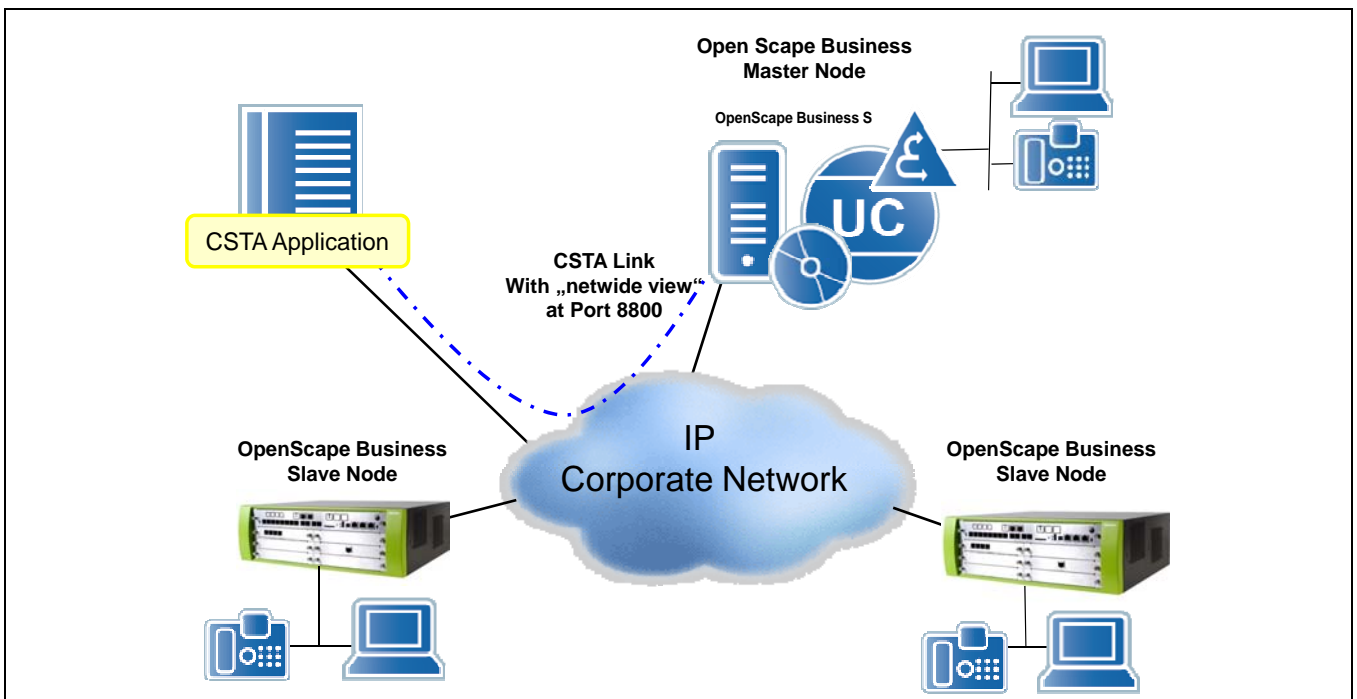 Open Scape Business
Master Node
OpenScape Business S
UC
CSTA Application
CSTA Link
With „netwide view“
at Port 8800
IP
Corporate Network
OpenScape Business
Slave Node
OpenScape Business
Slave Node